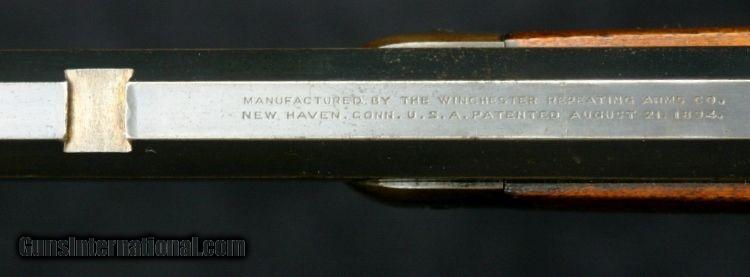 MANUFACTURED BY THE WINCHESTER REPEATING ARMS CO.
NEW HAVEN. CONN. U. S. A. PATENTED AUGUST 21. 1894.
GunsInternational.com